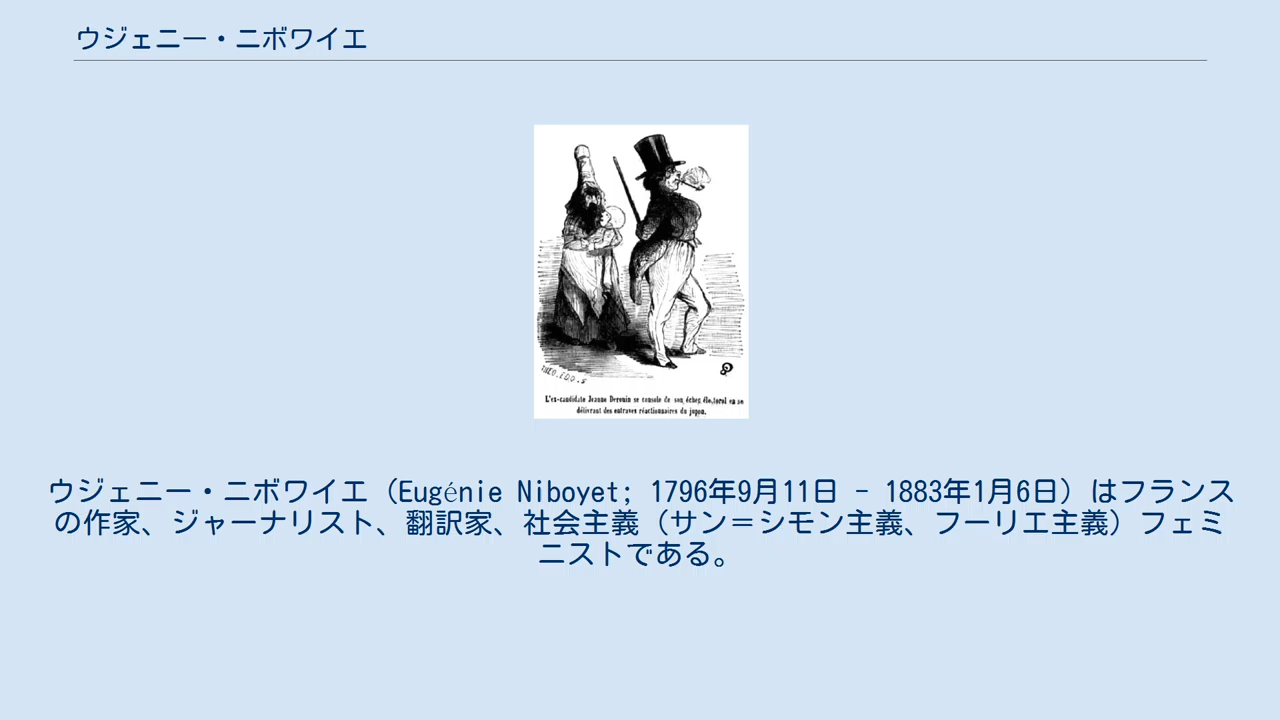 ウジェニー・ニボワイエ
THEO.EDO.S
L'ex-candidate Jeanne Derouin se console de son échec électoral en se
délivrant des entraves réactionnaires du jupon.
ウジェニー・ニボワイエ（Eugénie Niboyet; 1796年9月11日 - 1883年1月6日）はフランス
の作家、ジャーナリスト、翻訳家、社会主義（サン＝シモン主義、フーリエ主義）フェミ
ニストである。